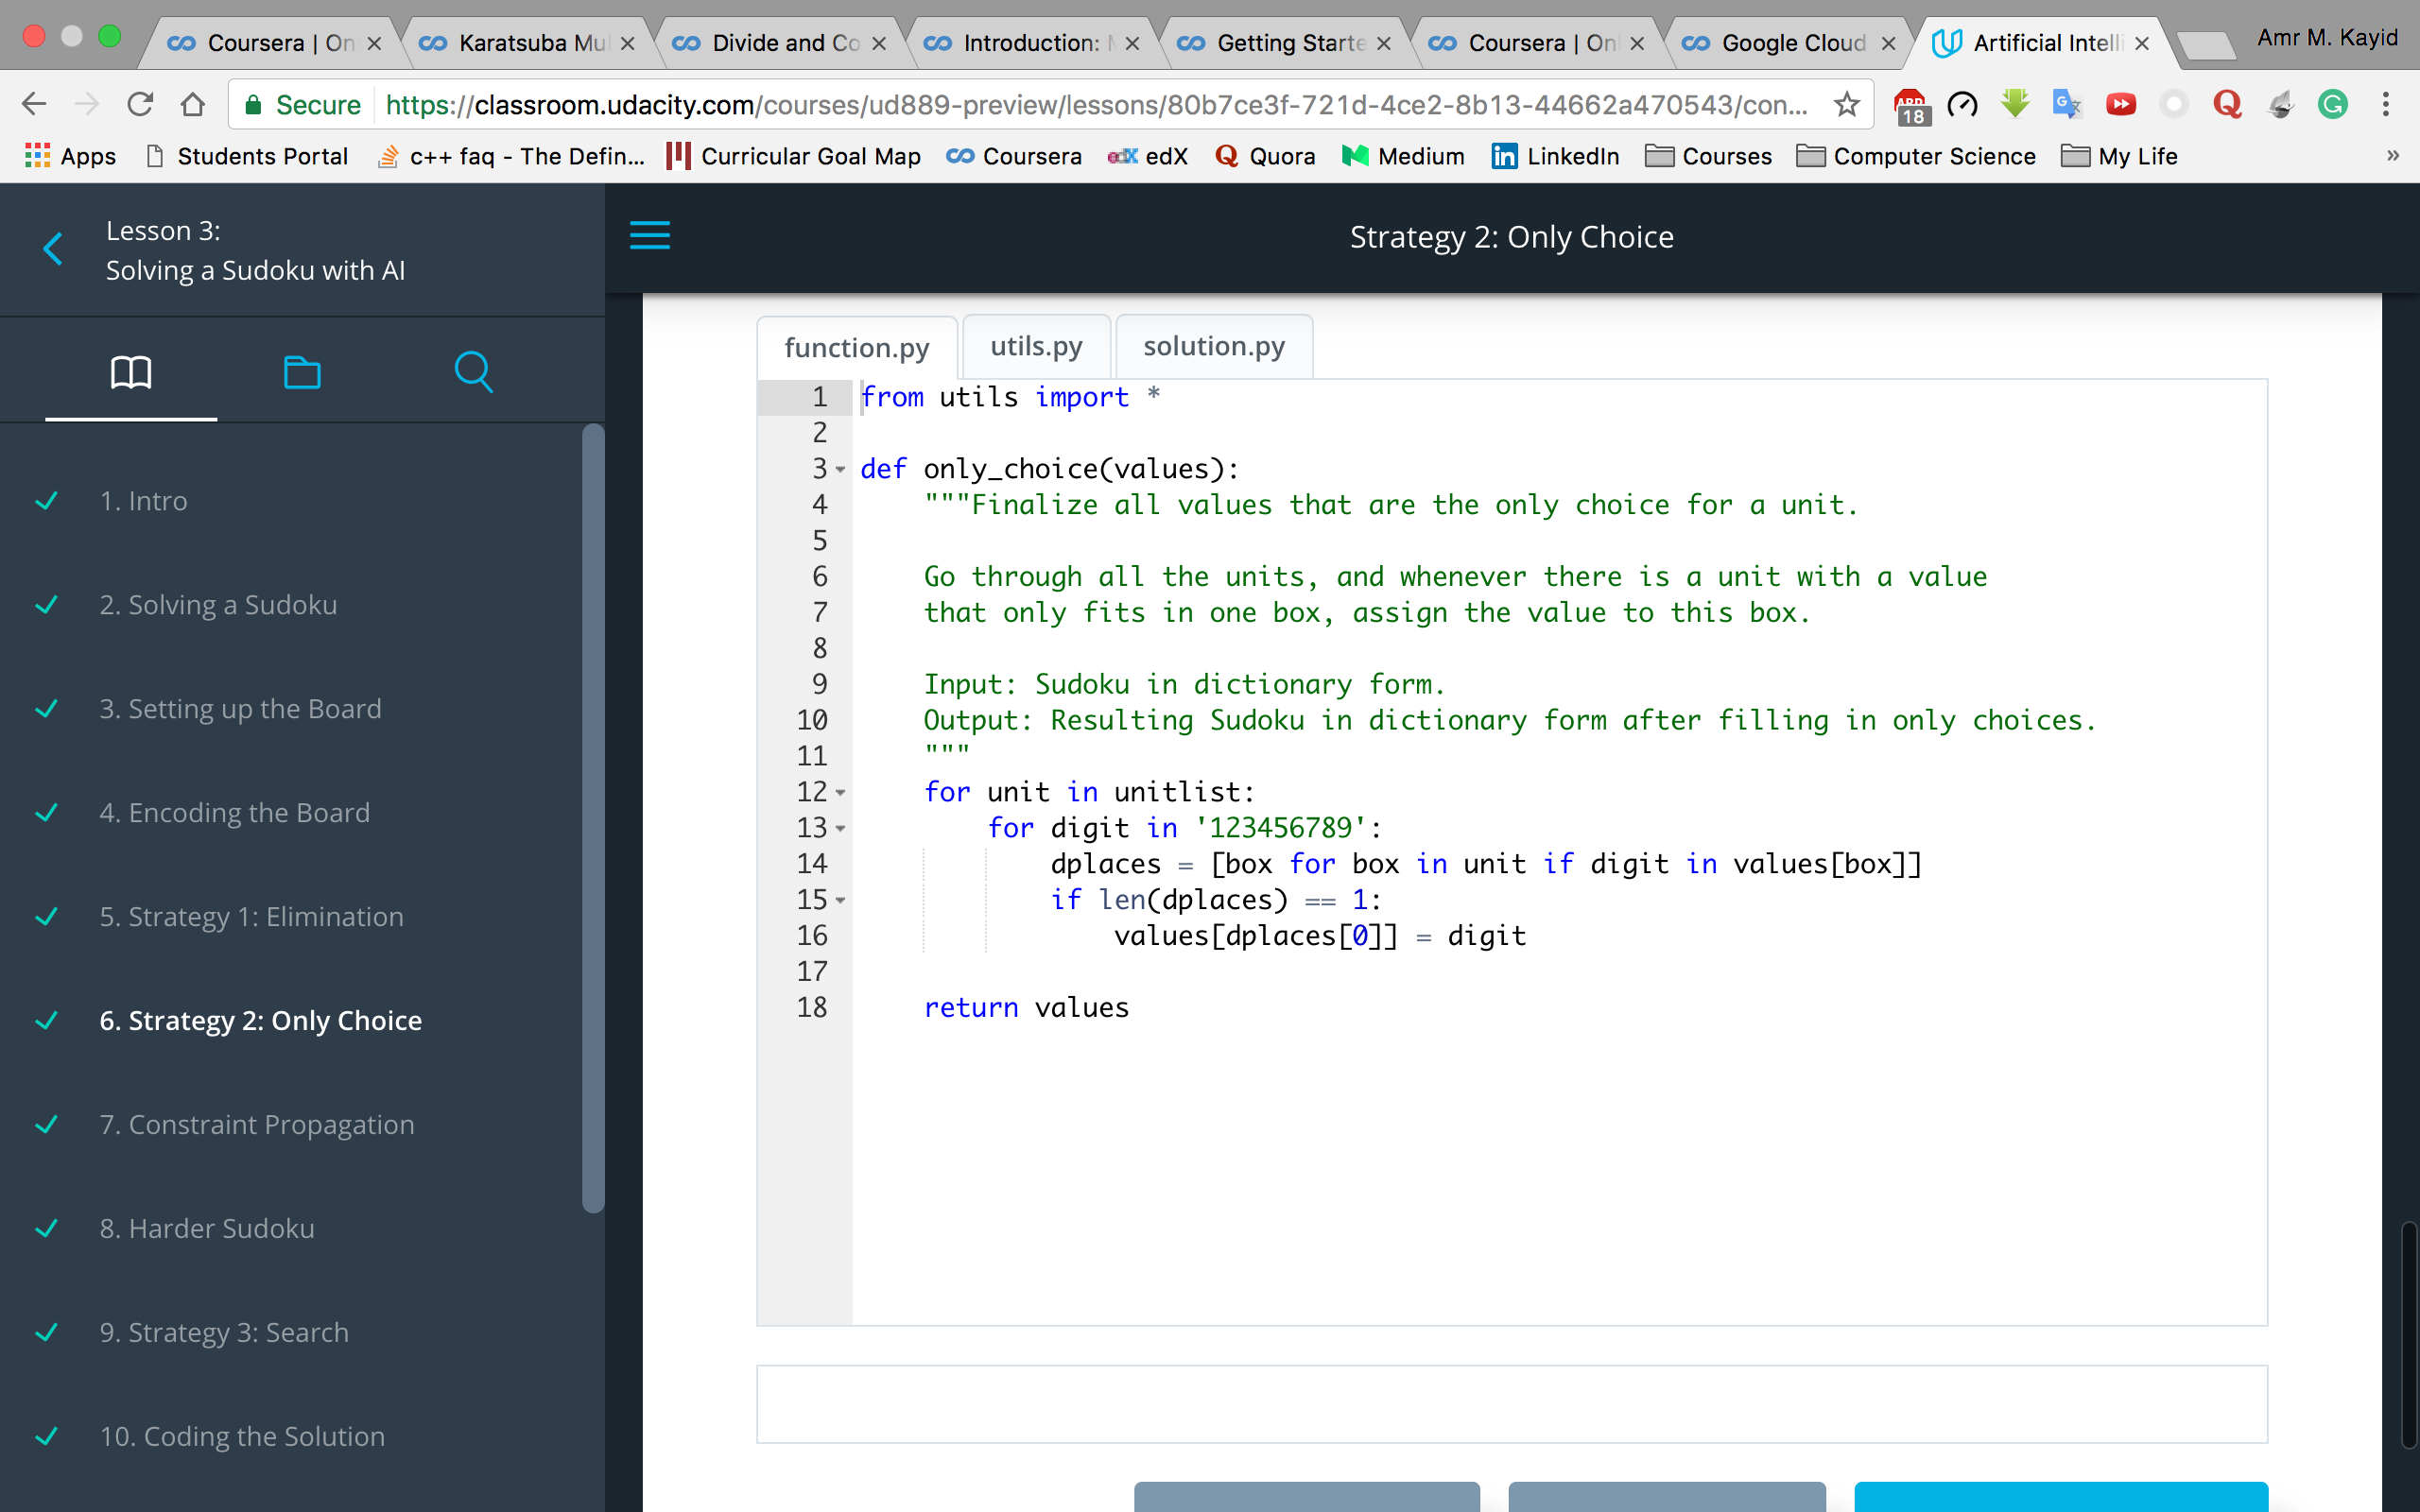 Coursera | On
Karatsuba Mul
Divide and Co
Introduction:
Getting Starte
Coursera | Onl
Google Cloud
Artificial Intelli
Amr M. Kayid
Secure https://classroom.udacity.com/courses/ud889-preview/lessons/80b7ce3f-721d-4ce2-8b13-44662a470543/con...
ABP
18
Apps Students Portal c++ faq - The Defin... Curricular Goal Map Coursera edX edX Q Quora Medium in LinkedIn Courses Computer Science My Life »
Lesson 3:
Solving a Sudoku with AI
Strategy 2: Only Choice
1. Intro
2. Solving a Sudoku
3. Setting up the Board
4. Encoding the Board
5. Strategy 1: Elimination
6. Strategy 2: Only Choice
7. Constraint Propagation
8. Harder Sudoku
9. Strategy 3: Search
10. Coding the Solution
function.py utils.py solution.py
1 from utils import *
2
3 def only_choice(values):
4 """Finalize all values that are the only choice for a unit.
5
6 Go through all the units, and whenever there is a unit with a value
7 that only fits in one box, assign the value to this box.
8
9 Input: Sudoku in dictionary form.
10 Output: Resulting Sudoku in dictionary form after filling in only choices.
11 """
12 for unit in unitlist:
13 for digit in '123456789':
14 dplaces = [box for box in unit if digit in values[box]]
15 if len(dplaces) == 1:
16 values[dplaces[0]] = digit
17
18 return values